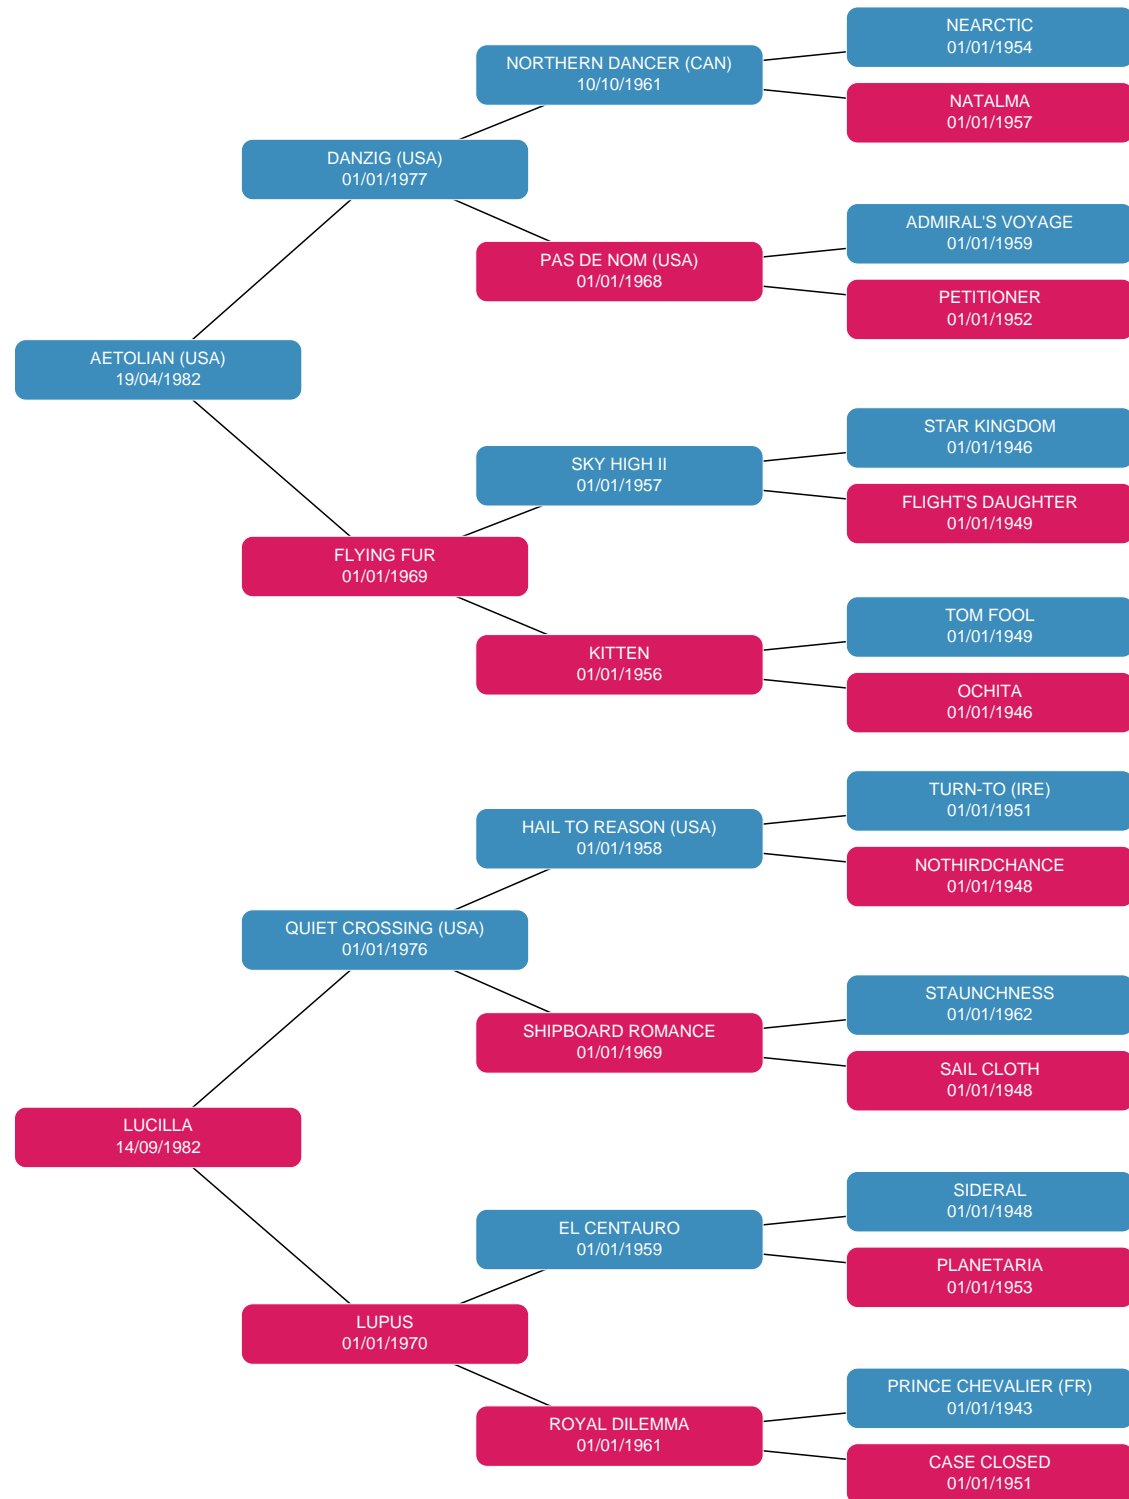 NEARCTIC
01/01/1954
NORTHERN DANCER (CAN)
10/10/1961
NATALMA
01/01/1957
DANZIG (USA)
01/01/1977
ADMIRAL'S VOYAGE
01/01/1959
PAS DE NOM (USA)
01/01/1968
PETITIONER
01/01/1952
AETOLIAN (USA)
19/04/1982
STAR KINGDOM
01/01/1946
SKY HIGH II
01/01/1957
FLIGHT'S DAUGHTER
01/01/1949
FLYING FUR
01/01/1969
TOM FOOL
01/01/1949
KITTEN
01/01/1956
OCHITA
01/01/1946
TURN-TO (IRE)
01/01/1951
HAIL TO REASON (USA)
01/01/1958
NOTHIRDCHANCE
01/01/1948
QUIET CROSSING (USA)
01/01/1976
STAUNCHNESS
01/01/1962
SHIPBOARD ROMANCE
01/01/1969
SAIL CLOTH
01/01/1948
LUCILLA
14/09/1982
SIDERAL
01/01/1948
EL CENTAURO
01/01/1959
PLANETARIA
01/01/1953
LUPUS
01/01/1970
PRINCE CHEVALIER (FR)
01/01/1943
ROYAL DILEMMA
01/01/1961
CASE CLOSED
01/01/1951